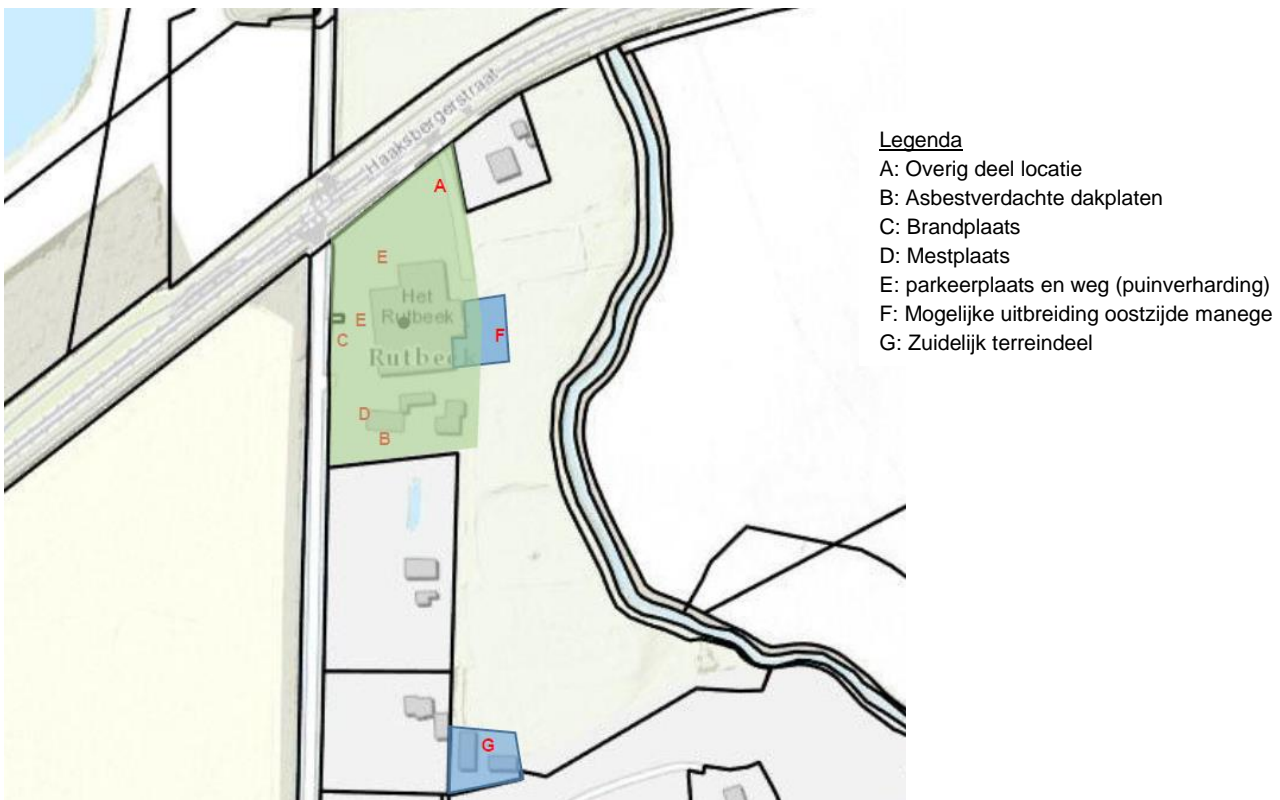 Haaksbergerstraat
A
E
Het
Rutbeek
E
F
C
Rutbeek
D
B
G
Legenda
A: Overig deel locatie
B: Asbestverdachte dakplaten
C: Brandplaats
D: Mestplaats
E: parkeerplaats en weg (puinverharding)
F: Mogelijke uitbreiding oostzijde manege
G: Zuidelijk terreindeel